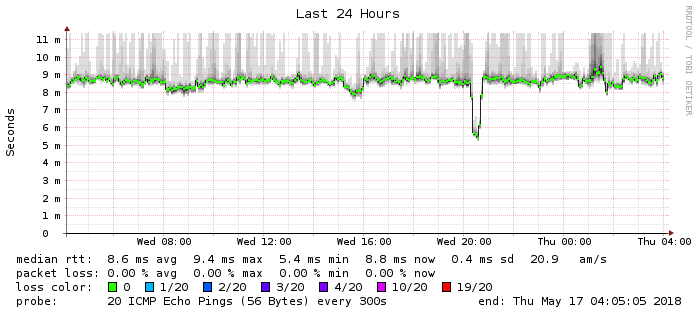 Last 24 Hours
RRDTOOL / TOBI OETIKER
Seconds
11 m
10 m
9 m
8 m
7 m
6 m
5 m
4 m
3 m
2 m
1 m
0
Wed 08:00 Wed 12:00 Wed 16:00 Wed 20:00 Thu 00:00 Thu 04:00
median rtt: 8.6 ms avg 9.4 ms max 5.4 ms min 8.8 ms now 0.4 ms sd 20.9 am/s
packet loss: 0.00 % avg 0.00 % max 0.00 % min 0.00 % now
loss color: 0 1/20 2/20 3/20 4/20 10/20 19/20
probe: 20 ICMP Echo Pings (56 Bytes) every 300s end: Thu May 17 04:05:05 2018